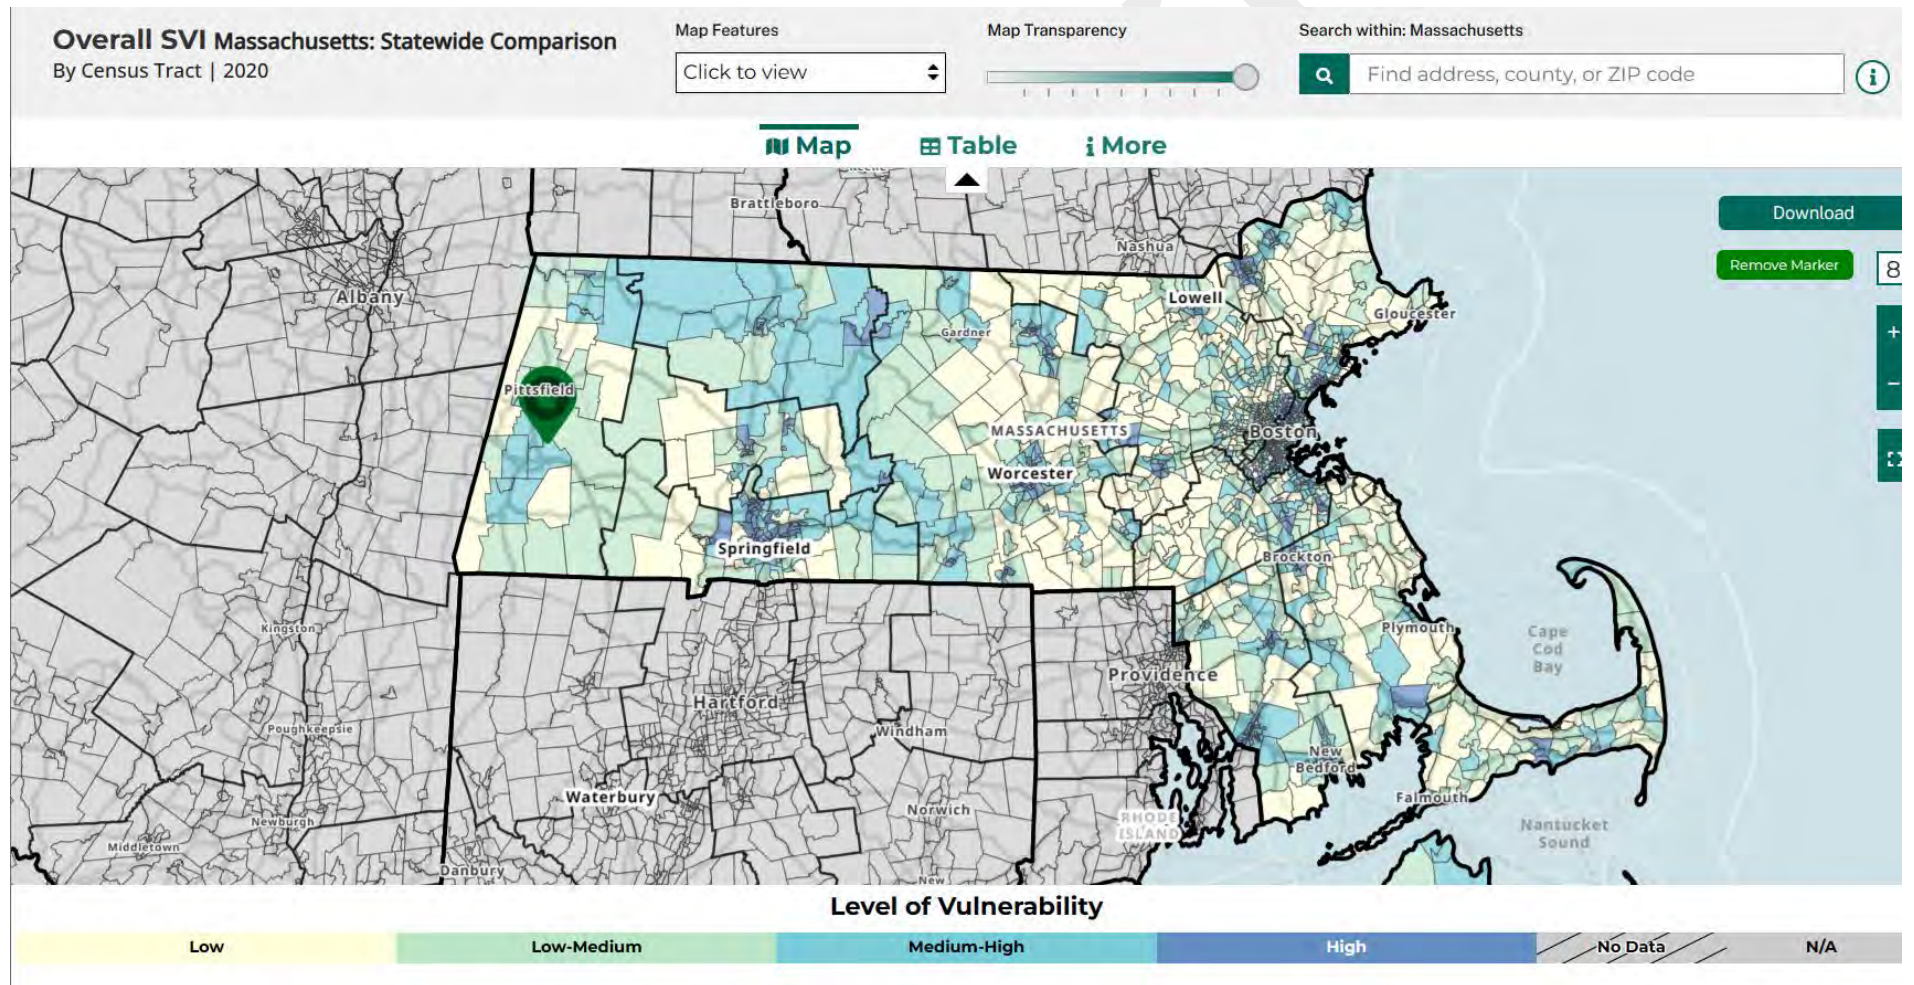 Overall SVI Massachusetts: Statewide Comparison
By Census Tract | 2020
Map Features
Click to view
Map Transparency
Search within: Massachusetts
Find address, county, or ZIP code
Map
Table
More
Download
Remove Marker
8
+
−
Brattleboro
Nashua
Albany
Lowell
Gloucester
Gardner
Pittsfield
MASSACHUSETTS
Boston
Worcester
Springfield
Brockton
Kingston
Plymouth
Cape
Cod
Bay
Providence
Hartford
Poughkeepsie
Windham
New
Bedford
Waterbury
Falmouth
Norwich
RHODE
ISLAND
Newburgh
Nantucket
Sound
Middletown
Danbury
New
Level of Vulnerability
Low
Low-Medium
Medium-High
High
No Data
N/A